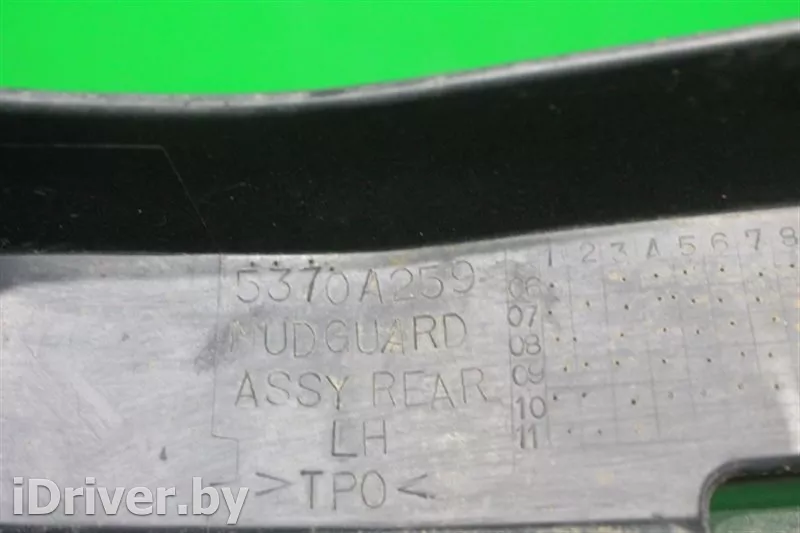 5370A259
MUDGUARD
ASSY REAR
LH
>TPO<
1 2 3 4 5 6 7 8
06
07
08
09
10
11
iDriver.by